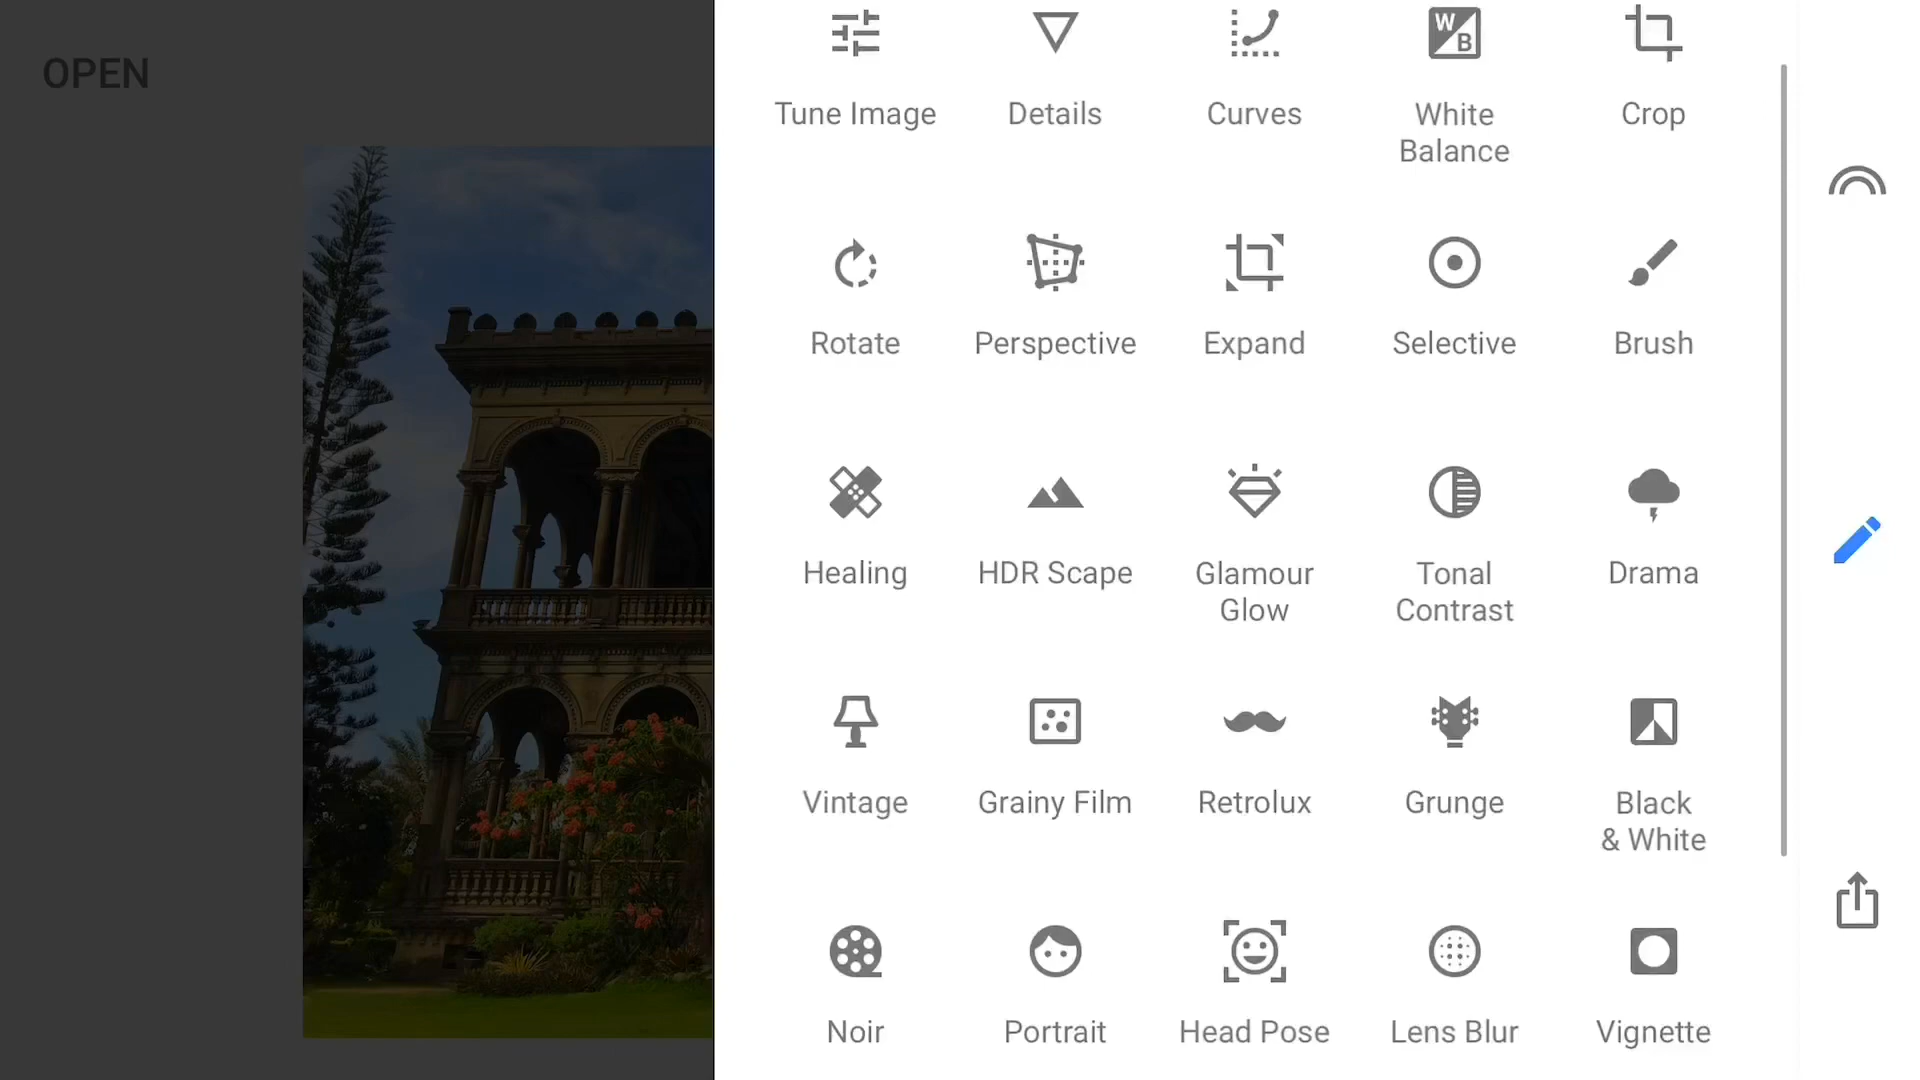 OPEN
Tune Image
Details
Curves
W
B
White
Balance
Crop
Rotate
Perspective
Expand
Selective
Brush
Healing
HDR Scape
Glamour
Glow
Tonal
Contrast
Drama
Vintage
Grainy Film
Retrolux
Grunge
Black
& White
Noir
Portrait
Head Pose
Lens Blur
Vignette